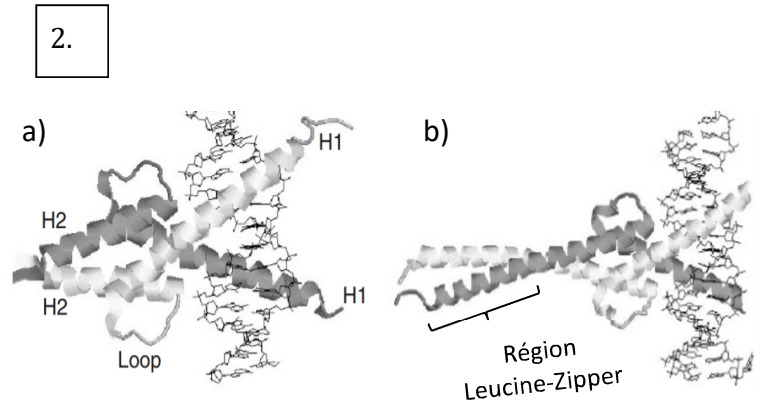 2.
a)
b)
H1
H2
H2
H1
Loop
Région
Leucine-Zipper